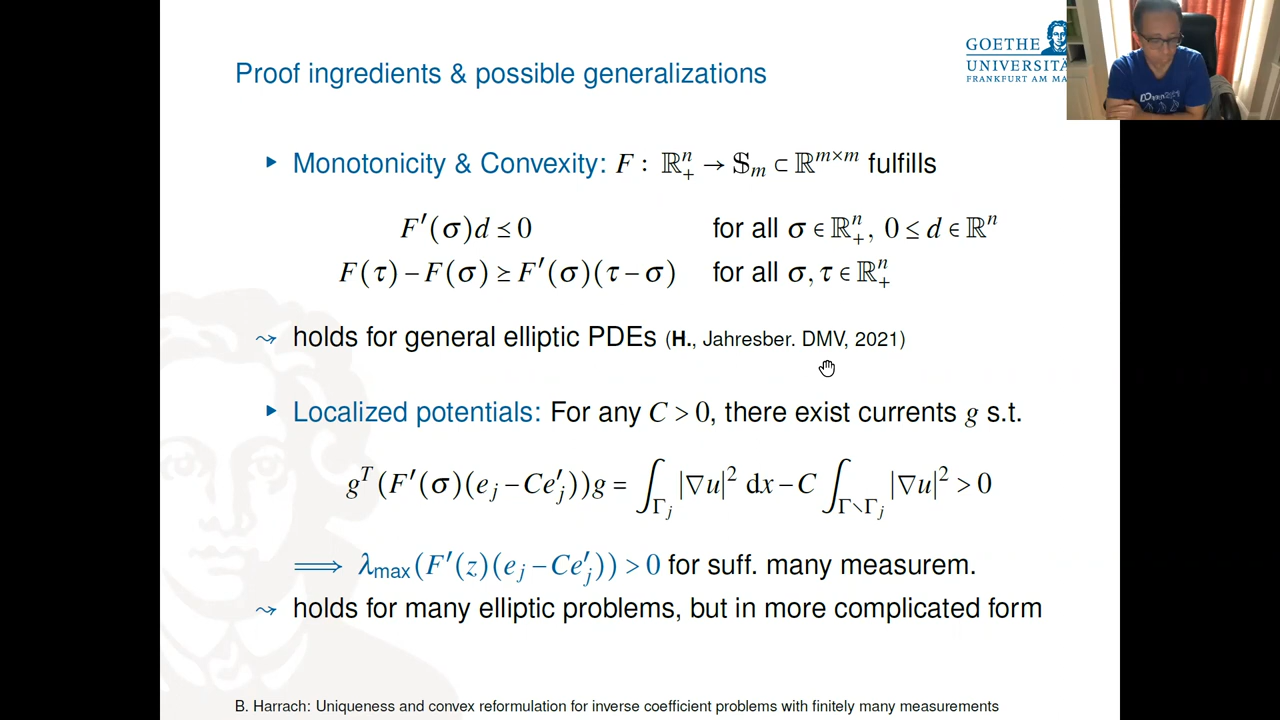 GOETHE
UNIVERSITÄ
FRANKFURT AM MA
Proof ingredients & possible generalizations
▸ Monotonicity & Convexity: F : ℝⁿ₊ → 𝕊ₘ ⊂ ℝᵐˣᵐ fulfills
F′(σ)d ⪯ 0 for all σ ∈ ℝⁿ₊, 0 ≤ d ∈ ℝⁿ
F(τ) − F(σ) ⪰ F′(σ)(τ − σ) for all σ, τ ∈ ℝⁿ₊
⇝ holds for general elliptic PDEs (H., Jahresber. DMV, 2021)
▸ Localized potentials: For any C > 0, there exist currents g s.t.
g^T(F′(σ)(e_j − Ce′_j))g = ∫_{Γ_j} |∇u|² dx − C ∫_{Γ∖Γ_j} |∇u|² > 0
⟹ λ_max(F′(z)(e_j − Ce′_j)) > 0 for suff. many measurem.
⇝ holds for many elliptic problems, but in more complicated form
B. Harrach: Uniqueness and convex reformulation for inverse coefficient problems with finitely many measurements